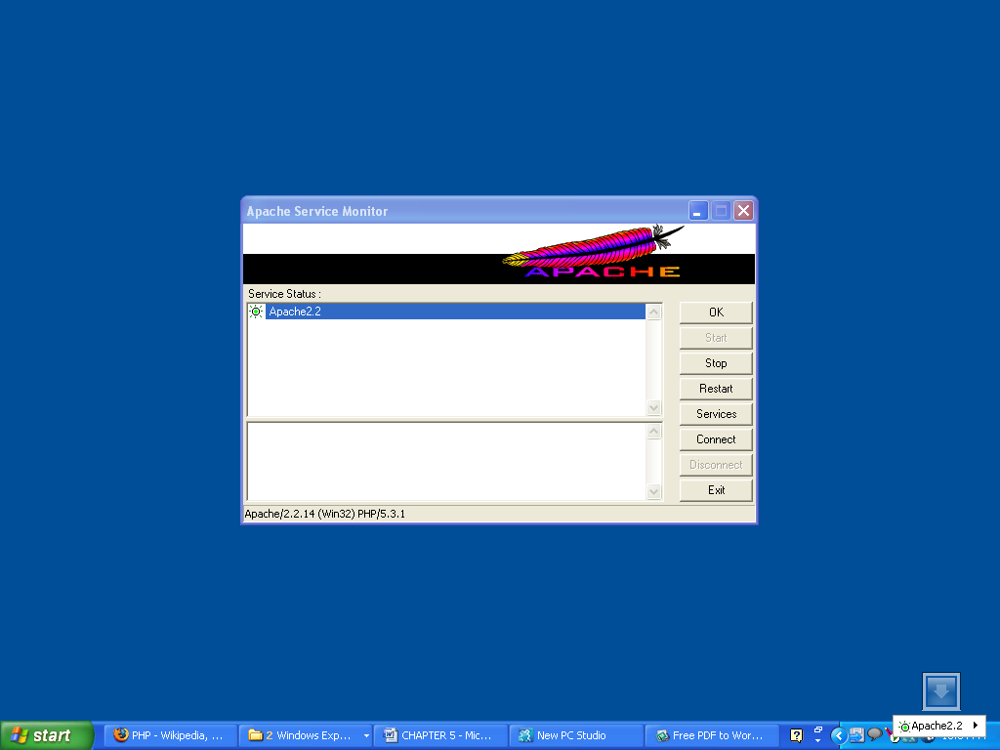 Apache Service Monitor
APACHE
Service Status :
Apache2.2
OK
Start
Stop
Restart
Services
Connect
Disconnect
Exit
Apache/2.2.14 (Win32) PHP/5.3.1
start
PHP - Wikipedia, ...
2 Windows Exp...
CHAPTER 5 - Mic...
New PC Studio
Free PDF to Wor...
Apache2.2